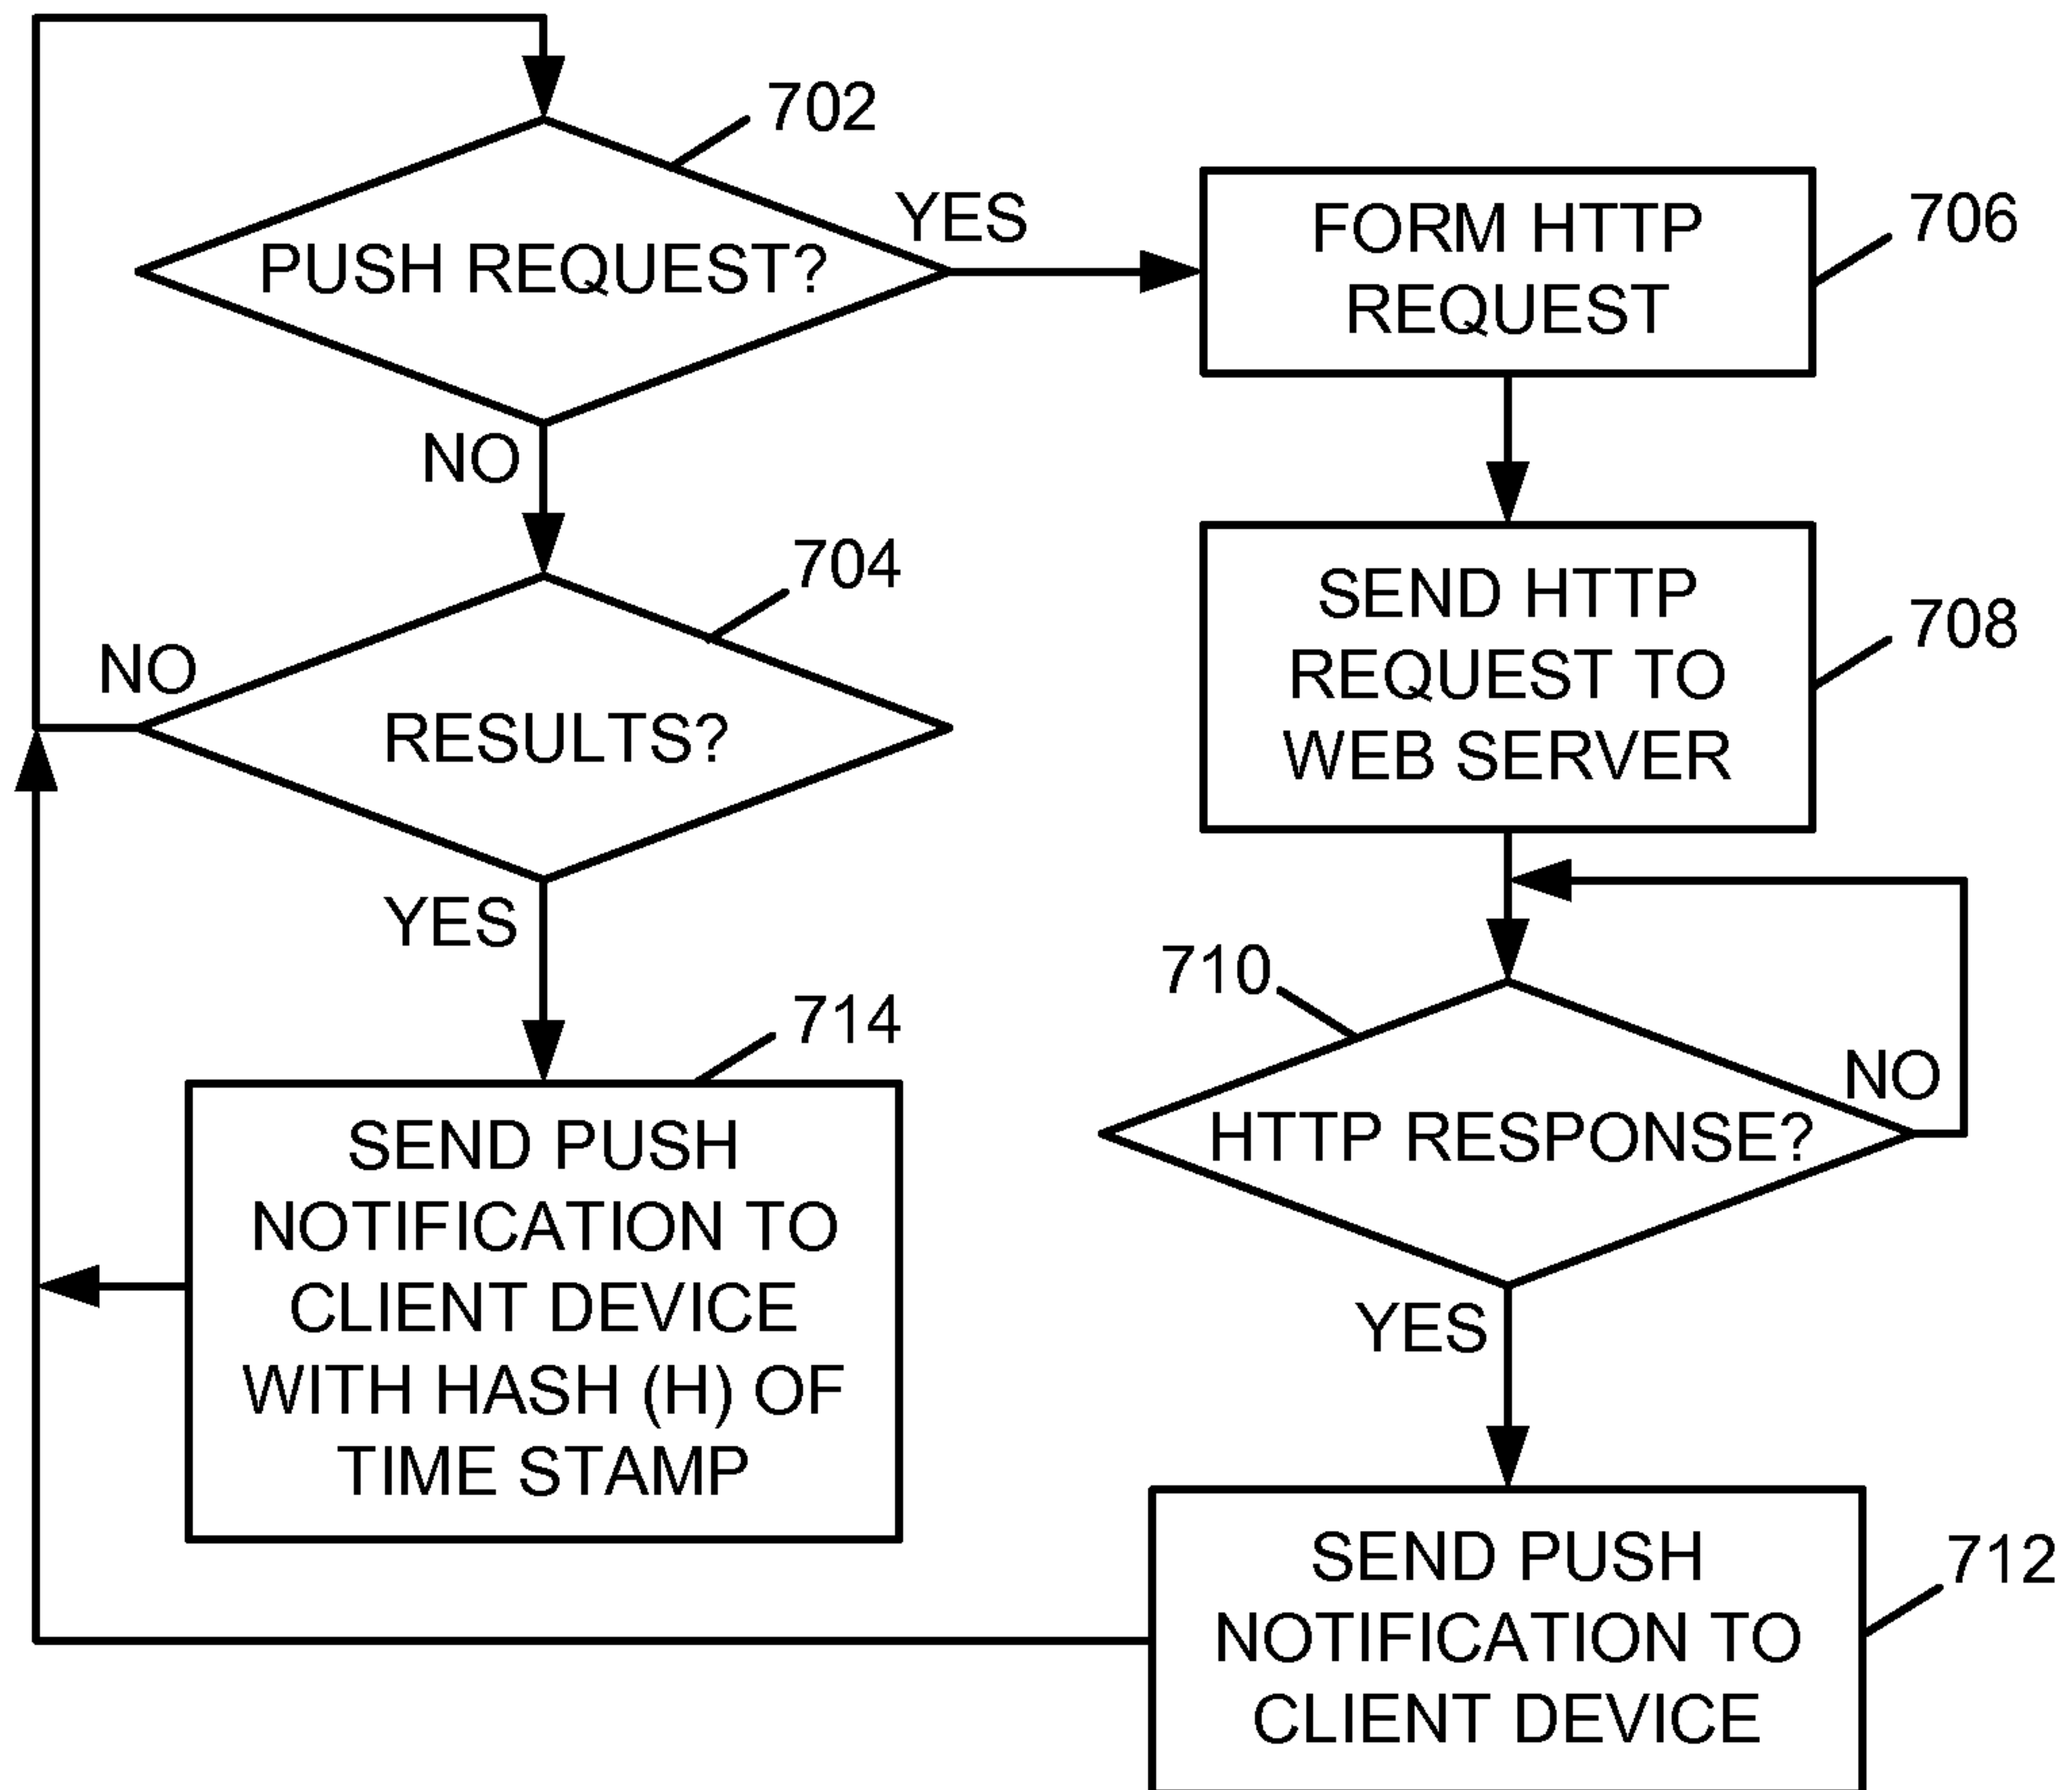 702
PUSH REQUEST?
YES
NO
FORM HTTP
REQUEST
706
704
RESULTS?
NO
YES
SEND HTTP
REQUEST TO
WEB SERVER
708
710
HTTP RESPONSE?
NO
YES
714
SEND PUSH
NOTIFICATION TO
CLIENT DEVICE
WITH HASH (H) OF
TIME STAMP
SEND PUSH
NOTIFICATION TO
CLIENT DEVICE
712